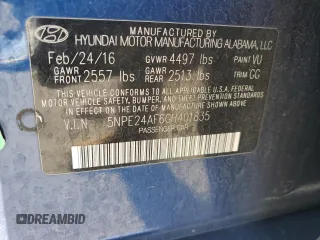 HYUNDAI MOTOR MANUFACTURING ALABAMA, LLC
Feb/24/16 GVWR 4497 lbs PAINT VU
GAWR FRONT 2557 lbs GAWR REAR 2513 lbs TRIM GG
THIS VEHICLE CONFORMS TO ALL APPLICABLE U.S.A. FEDERAL
MOTOR VEHICLE SAFETY, BUMPER, AND THEFT PREVENTION
STANDARDS IN EFFECT ON THE DATE OF MANUFACTURE
SHOWN ABOVE.
V.I.N. 5NPE24AF6GH401835
PASSENGER CAR
DREAMBID